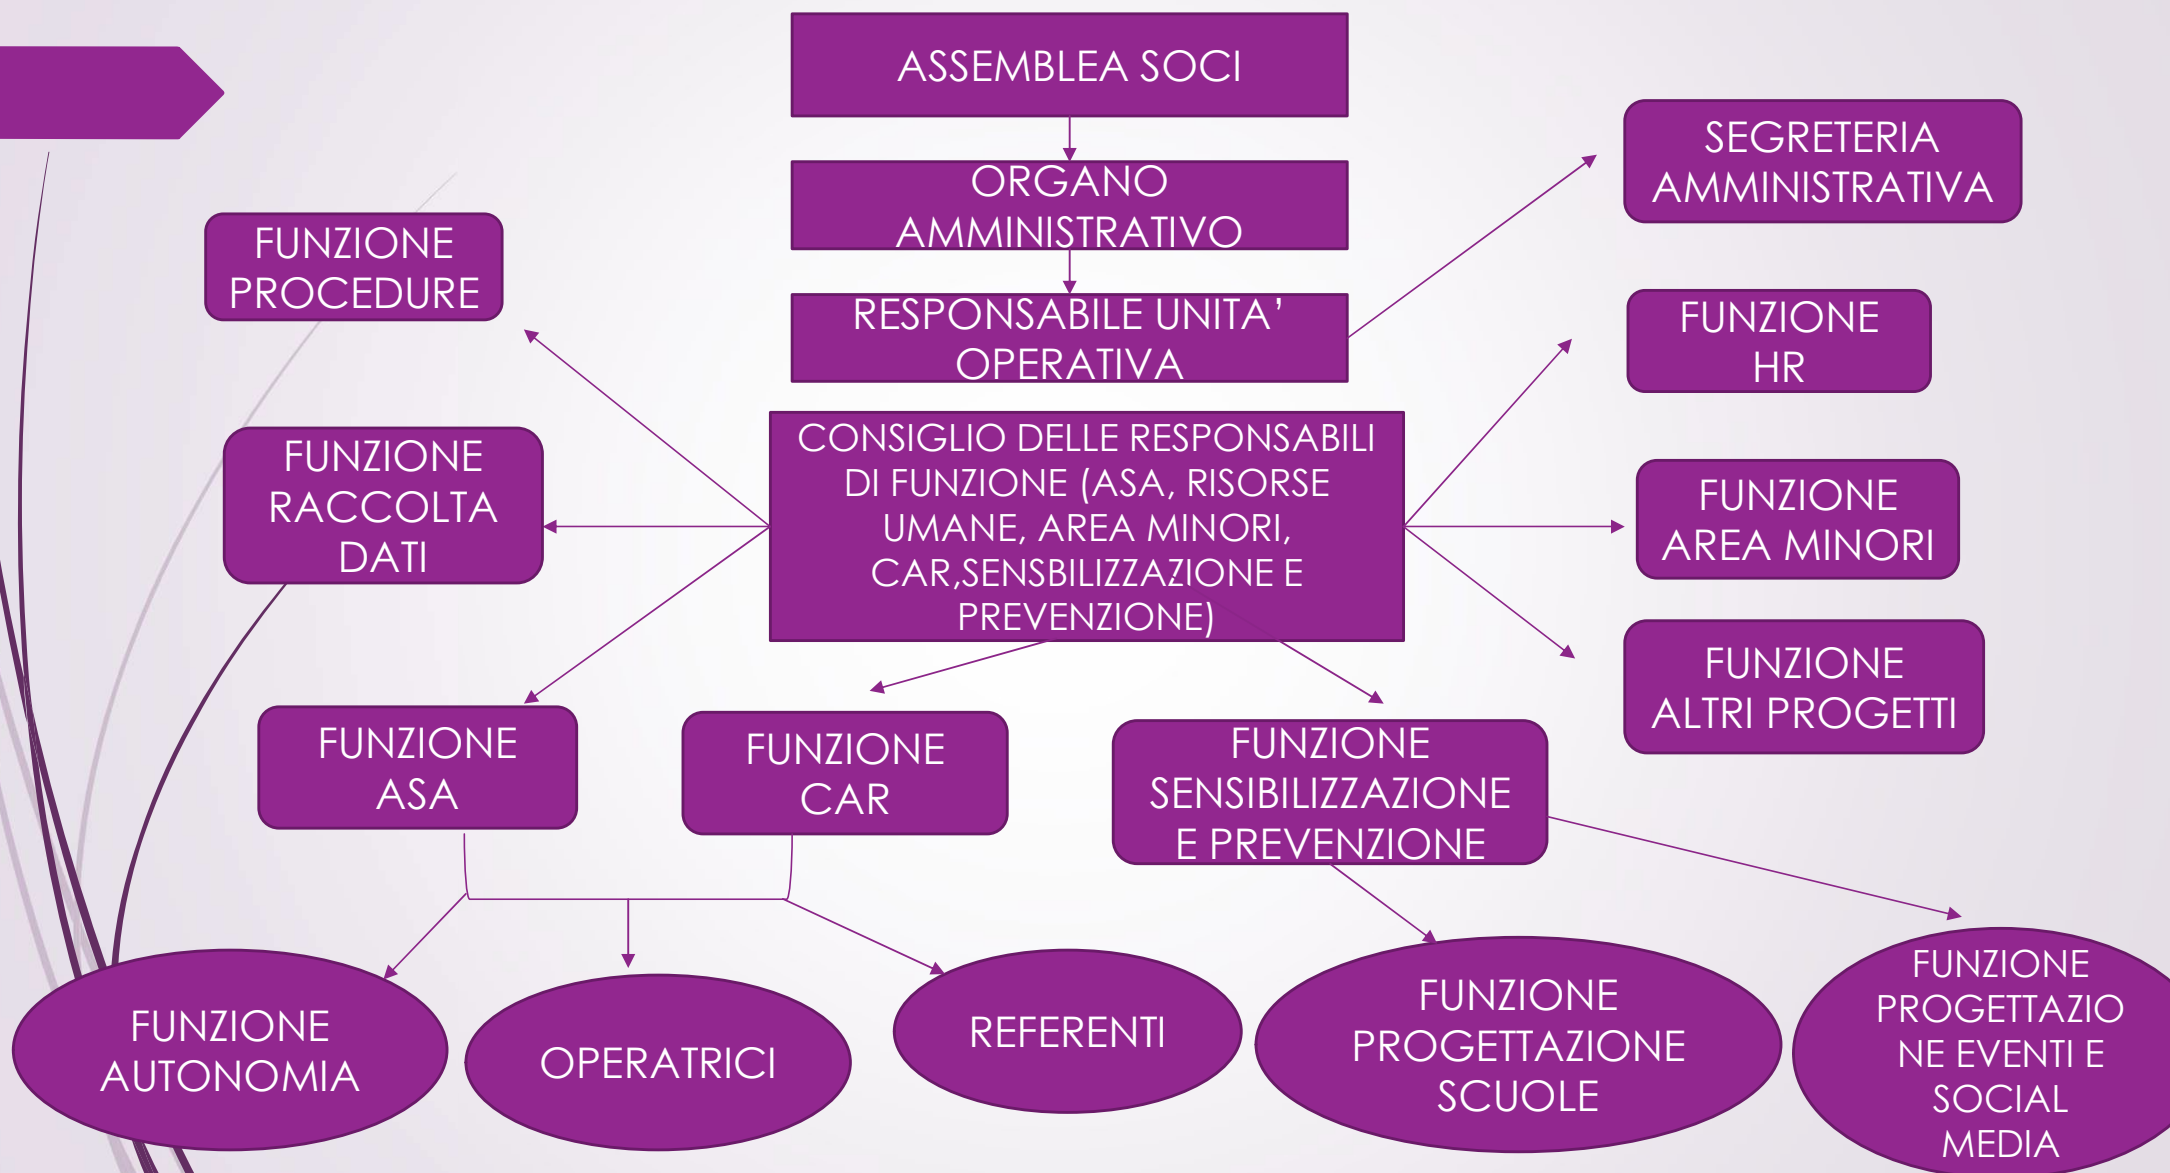 ASSEMBLEA SOCI
ORGANO
AMMINISTRATIVO
RESPONSABILE UNITA’
OPERATIVA
SEGRETERIA
AMMINISTRATIVA
FUNZIONE
PROCEDURE
FUNZIONE
HR
CONSIGLIO DELLE RESPONSABILI
DI FUNZIONE (ASA, RISORSE
UMANE, AREA MINORI,
CAR,SENSBILIZZAZIONE E
PREVENZIONE)
FUNZIONE
RACCOLTA
DATI
FUNZIONE
AREA MINORI
FUNZIONE
ALTRI PROGETTI
FUNZIONE
ASA
FUNZIONE
CAR
FUNZIONE
SENSIBILIZZAZIONE
E PREVENZIONE
FUNZIONE
AUTONOMIA
OPERATRICI
REFERENTI
FUNZIONE
PROGETTAZIONE
SCUOLE
FUNZIONE
PROGETTAZIO
NE EVENTI E
SOCIAL
MEDIA